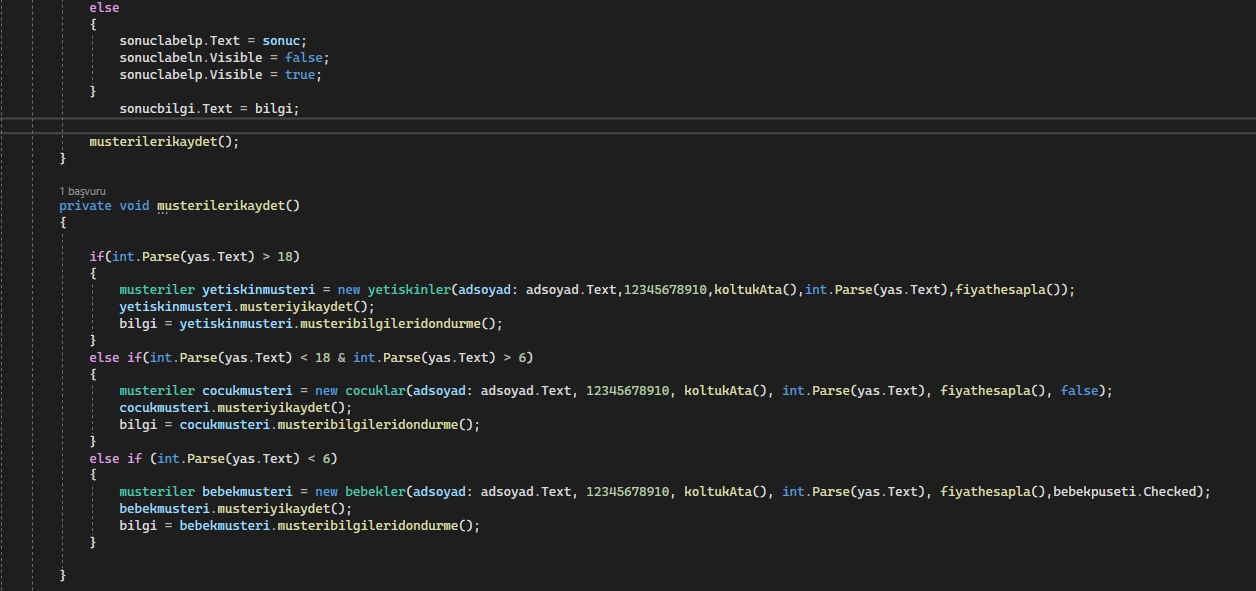 else
{
sonuclabelp.Text = sonuc;
sonuclabeln.Visible = false;
sonuclabelp.Visible = true;
}
sonucbilgi.Text = bilgi;
musterilerikaydet();
}
1 başvuru
private void musterilerikaydet()
{
if(int.Parse(yas.Text) > 18)
{
musteriler yetiskinmusteri = new yetiskinler(adsoyad: adsoyad.Text,12345678910,koltukAta(),int.Parse(yas.Text),fiyathesapla());
yetiskinmusteri.musteriyikaydet();
bilgi = yetiskinmusteri.musteribilgileridondurme();
}
else if(int.Parse(yas.Text) < 18 & int.Parse(yas.Text) > 6)
{
musteriler cocukmusteri = new cocuklar(adsoyad: adsoyad.Text, 12345678910, koltukAta(), int.Parse(yas.Text), fiyathesapla(), false);
cocukmusteri.musteriyikaydet();
bilgi = cocukmusteri.musteribilgileridondurme();
}
else if (int.Parse(yas.Text) < 6)
{
musteriler bebekmusteri = new bebekler(adsoyad: adsoyad.Text, 12345678910, koltukAta(), int.Parse(yas.Text), fiyathesapla(),bebekpuseti.Checked);
bebekmusteri.musteriyikaydet();
bilgi = bebekmusteri.musteribilgileridondurme();
}
}